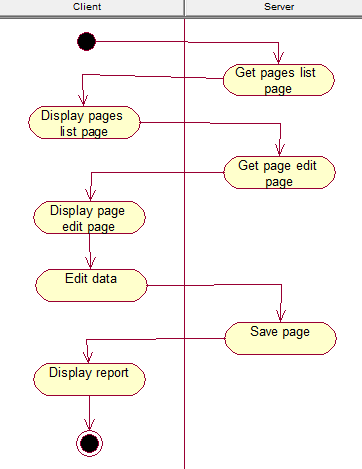 Client
Server
Get pages list
page
Display pages
list page
Get page edit
page
Display page
edit page
Edit data
Save page
Display report